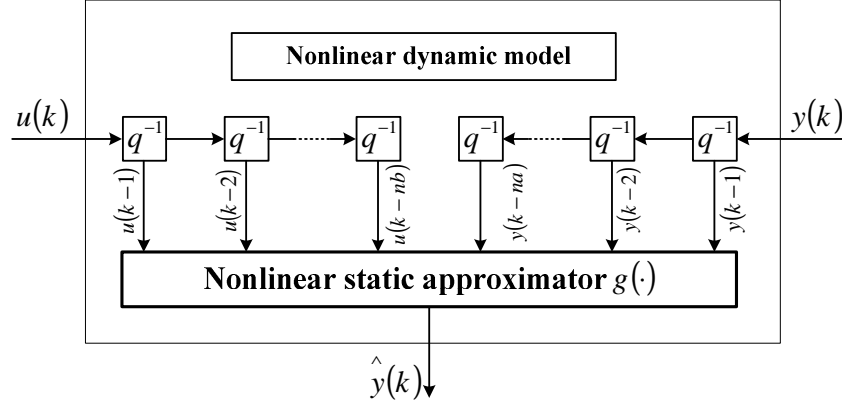 Nonlinear dynamic model
u(k)
y(k)
q⁻¹ q⁻¹ q⁻¹ q⁻¹ q⁻¹ q⁻¹
u(k−1) u(k−2) u(k−nb) y(k−na) y(k−2) y(k−1)
Nonlinear static approximator g(·)
ŷ(k)